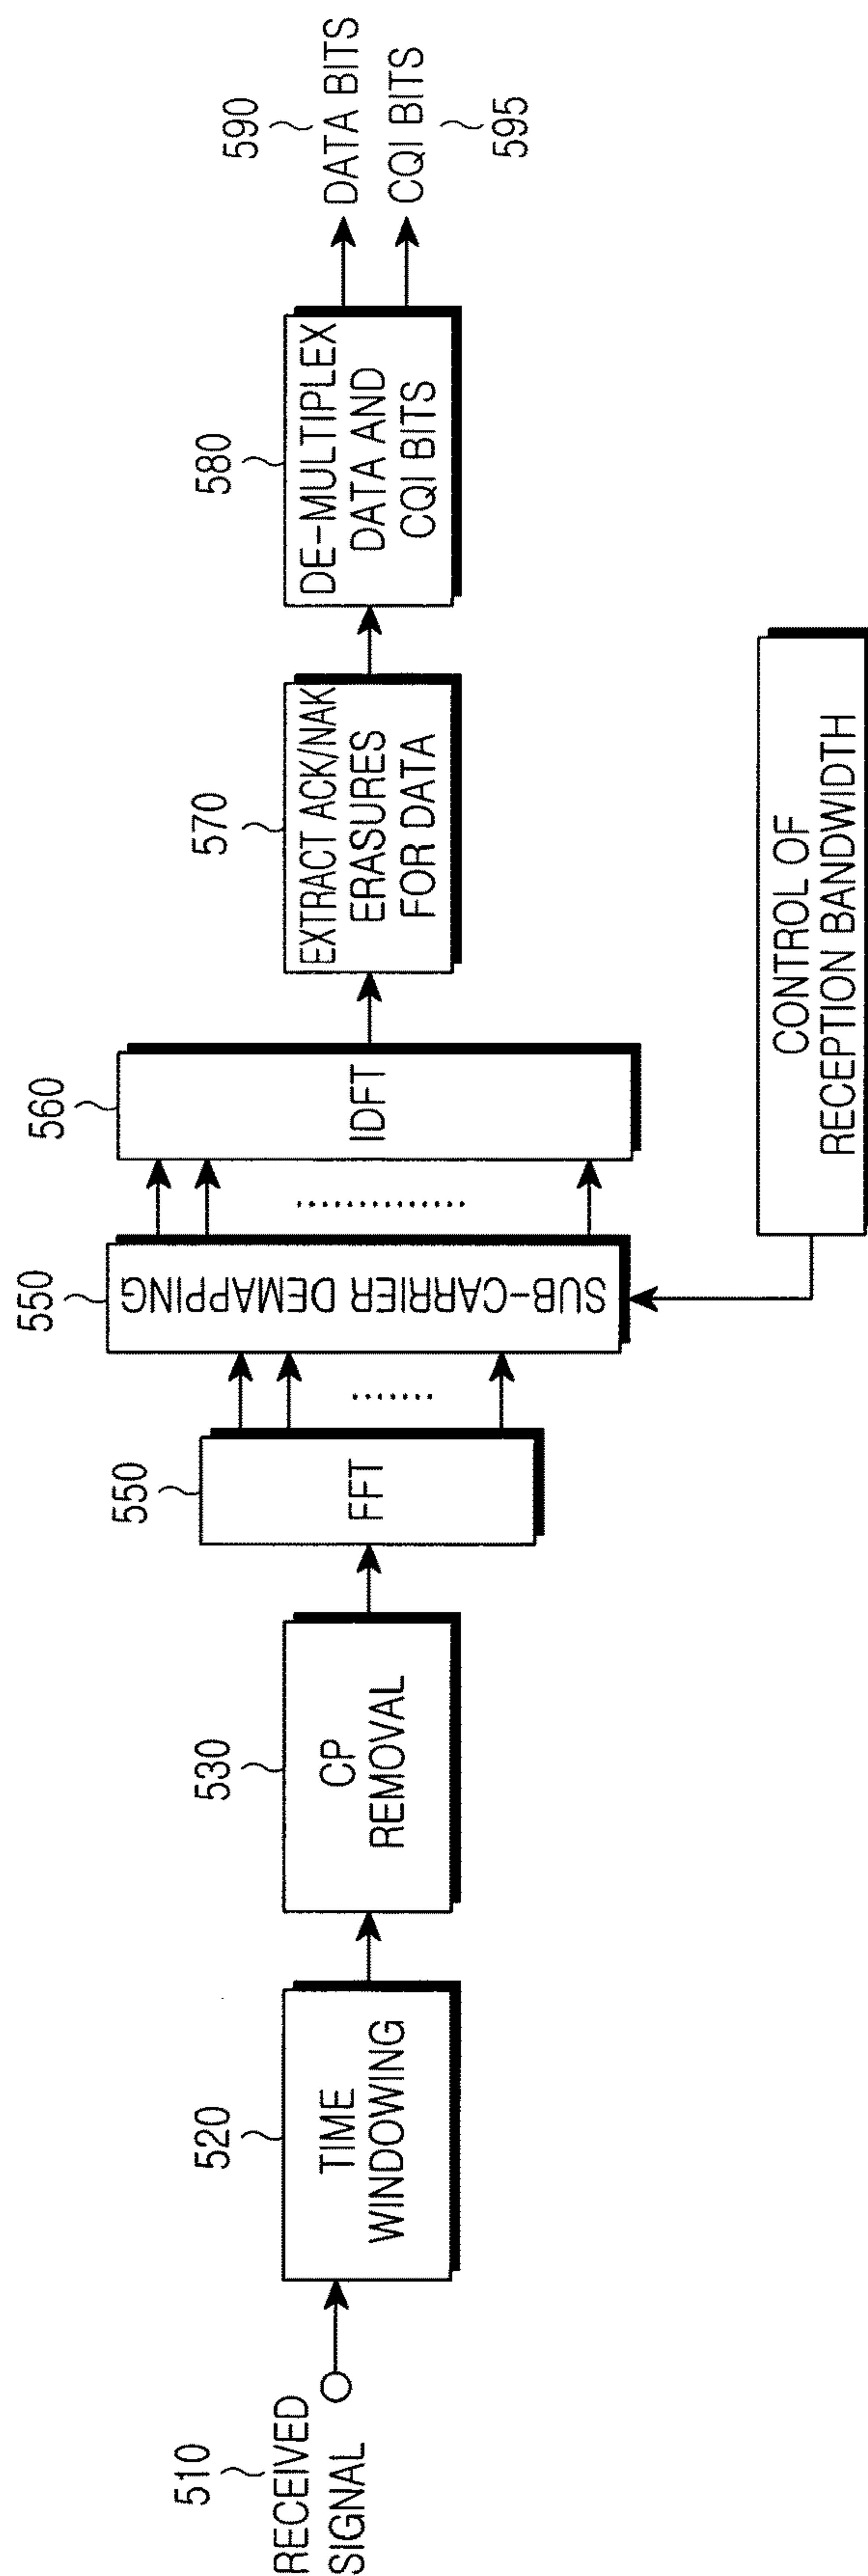 510
RECEIVED
SIGNAL
520
TIME
WINDOWING
530
CP
REMOVAL
550
FFT
550
SUB-CARRIER DEMAPPING
560
IDFT
570
EXTRACT ACK/NAK
ERASURES
FOR DATA
580
DE-MULTIPLEX
DATA AND
CQI BITS
590
DATA BITS
CQI BITS
595
CONTROL OF
RECEPTION BANDWIDTH